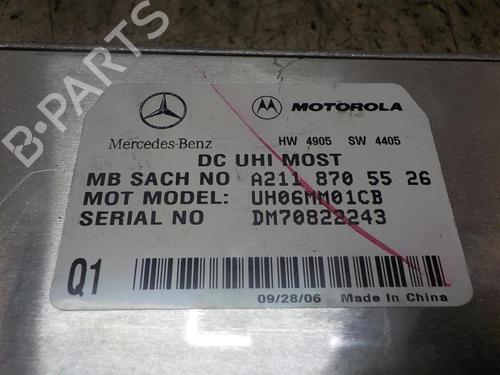 MOTOROLA
Mercedes-Benz
HW 4905 SW 4405
DC UHI MOST
MB SACH NO A211 870 55 26
MOT MODEL: UH06MM01CB
SERIAL NO DM70822243
Q1
09/28/06 Made In China
B-PARTS